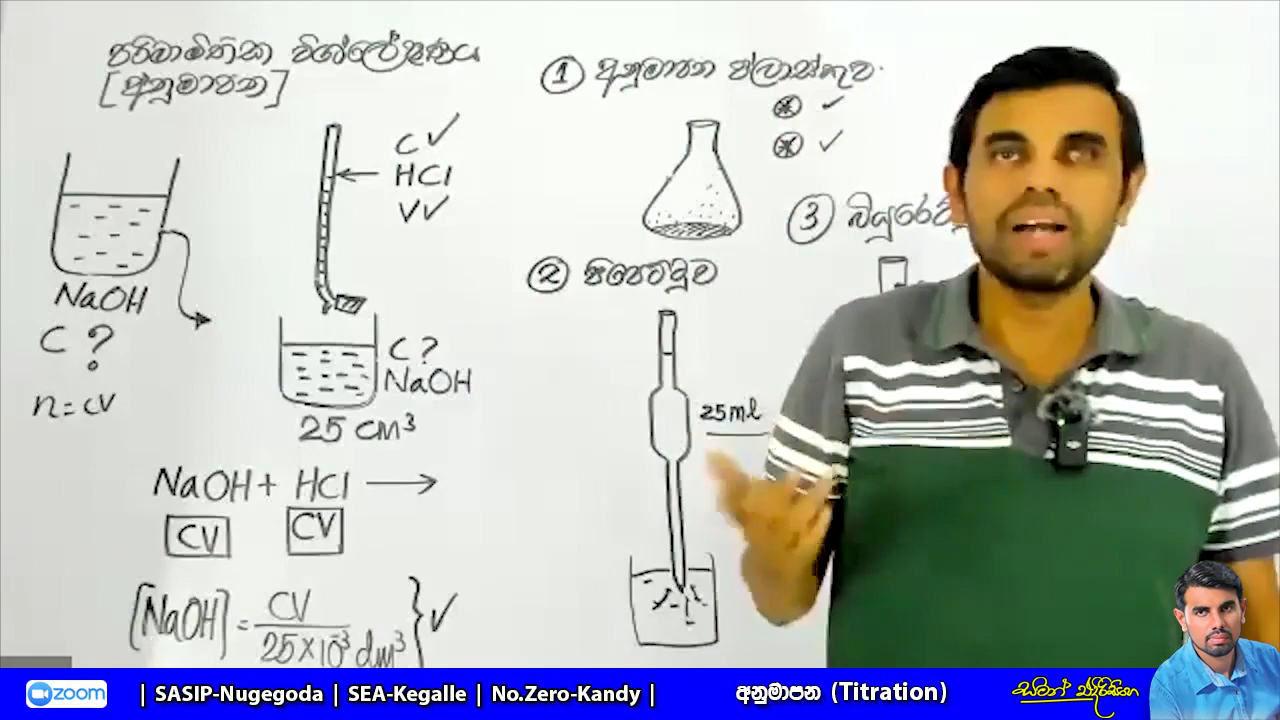 පරිමාමිතික විශ්ලේෂණය
[අනුමාපන]
NaOH
C ?
n = CV
C ✓
HCl
V ✓
C ?
NaOH
25 cm³
NaOH + HCl →
CV CV
[NaOH] = CV / 25 × 10⁻³ dm³ } ✓
① අනුමාපන ප්ලාස්කුව.
✓
✓
② පිපෙට්ටුව
25 ml
③
zoom
| SASIP-Nugegoda | SEA-Kegalle | No.Zero-Kandy |
අනුමාපන (Titration)